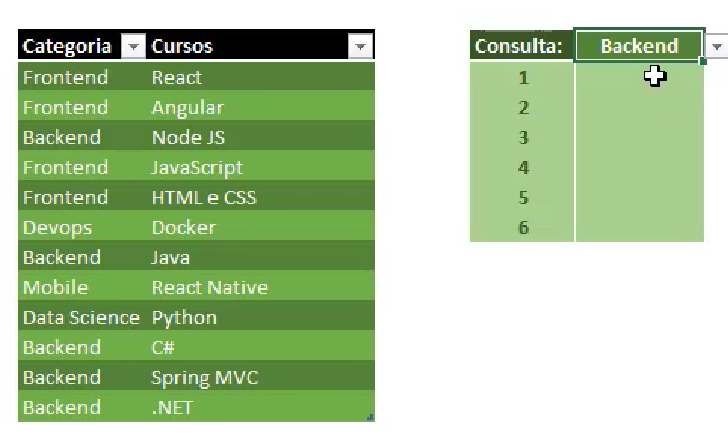 Categoria Cursos
Frontend React
Frontend Angular
Backend Node JS
Frontend JavaScript
Frontend HTML e CSS
Devops Docker
Backend Java
Mobile React Native
Data Science Python
Backend C#
Backend Spring MVC
Backend .NET
Consulta: Backend
1
2
3
4
5
6